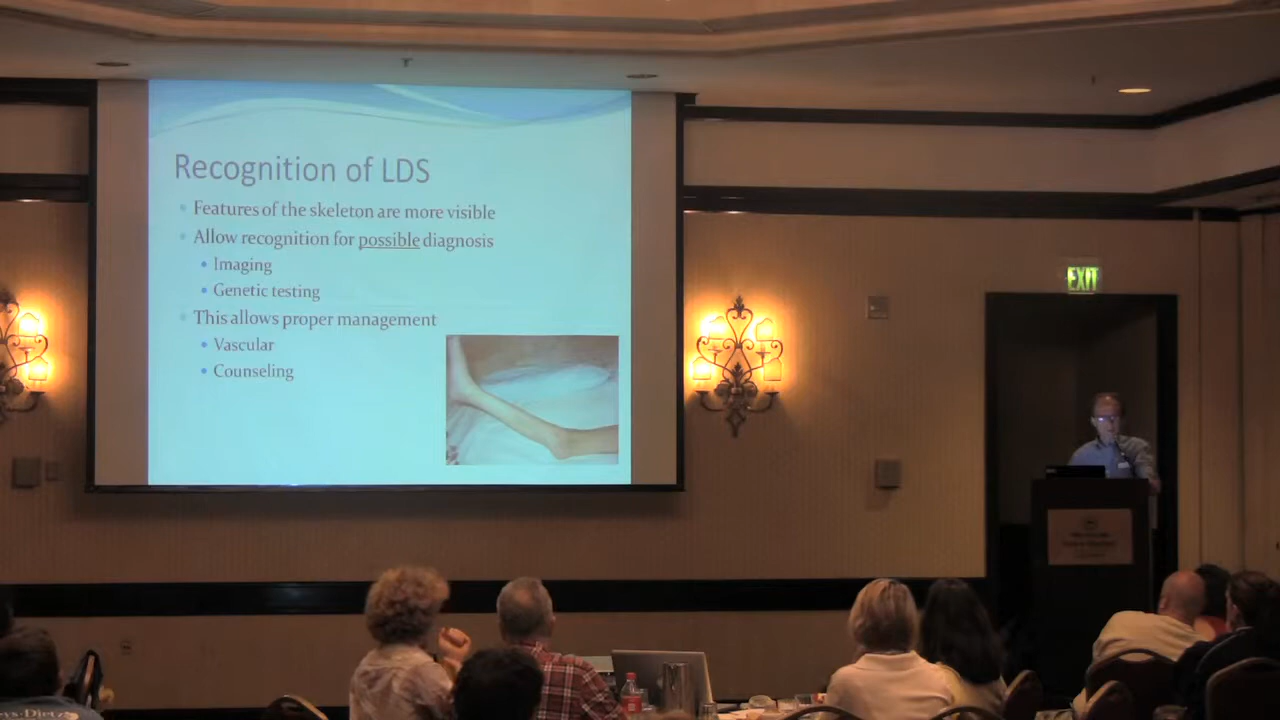 Recognition of LDS
Features of the skeleton are more visible
Allow recognition for possible diagnosis
Imaging
Genetic testing
This allows proper management
Vascular
Counseling
EXIT